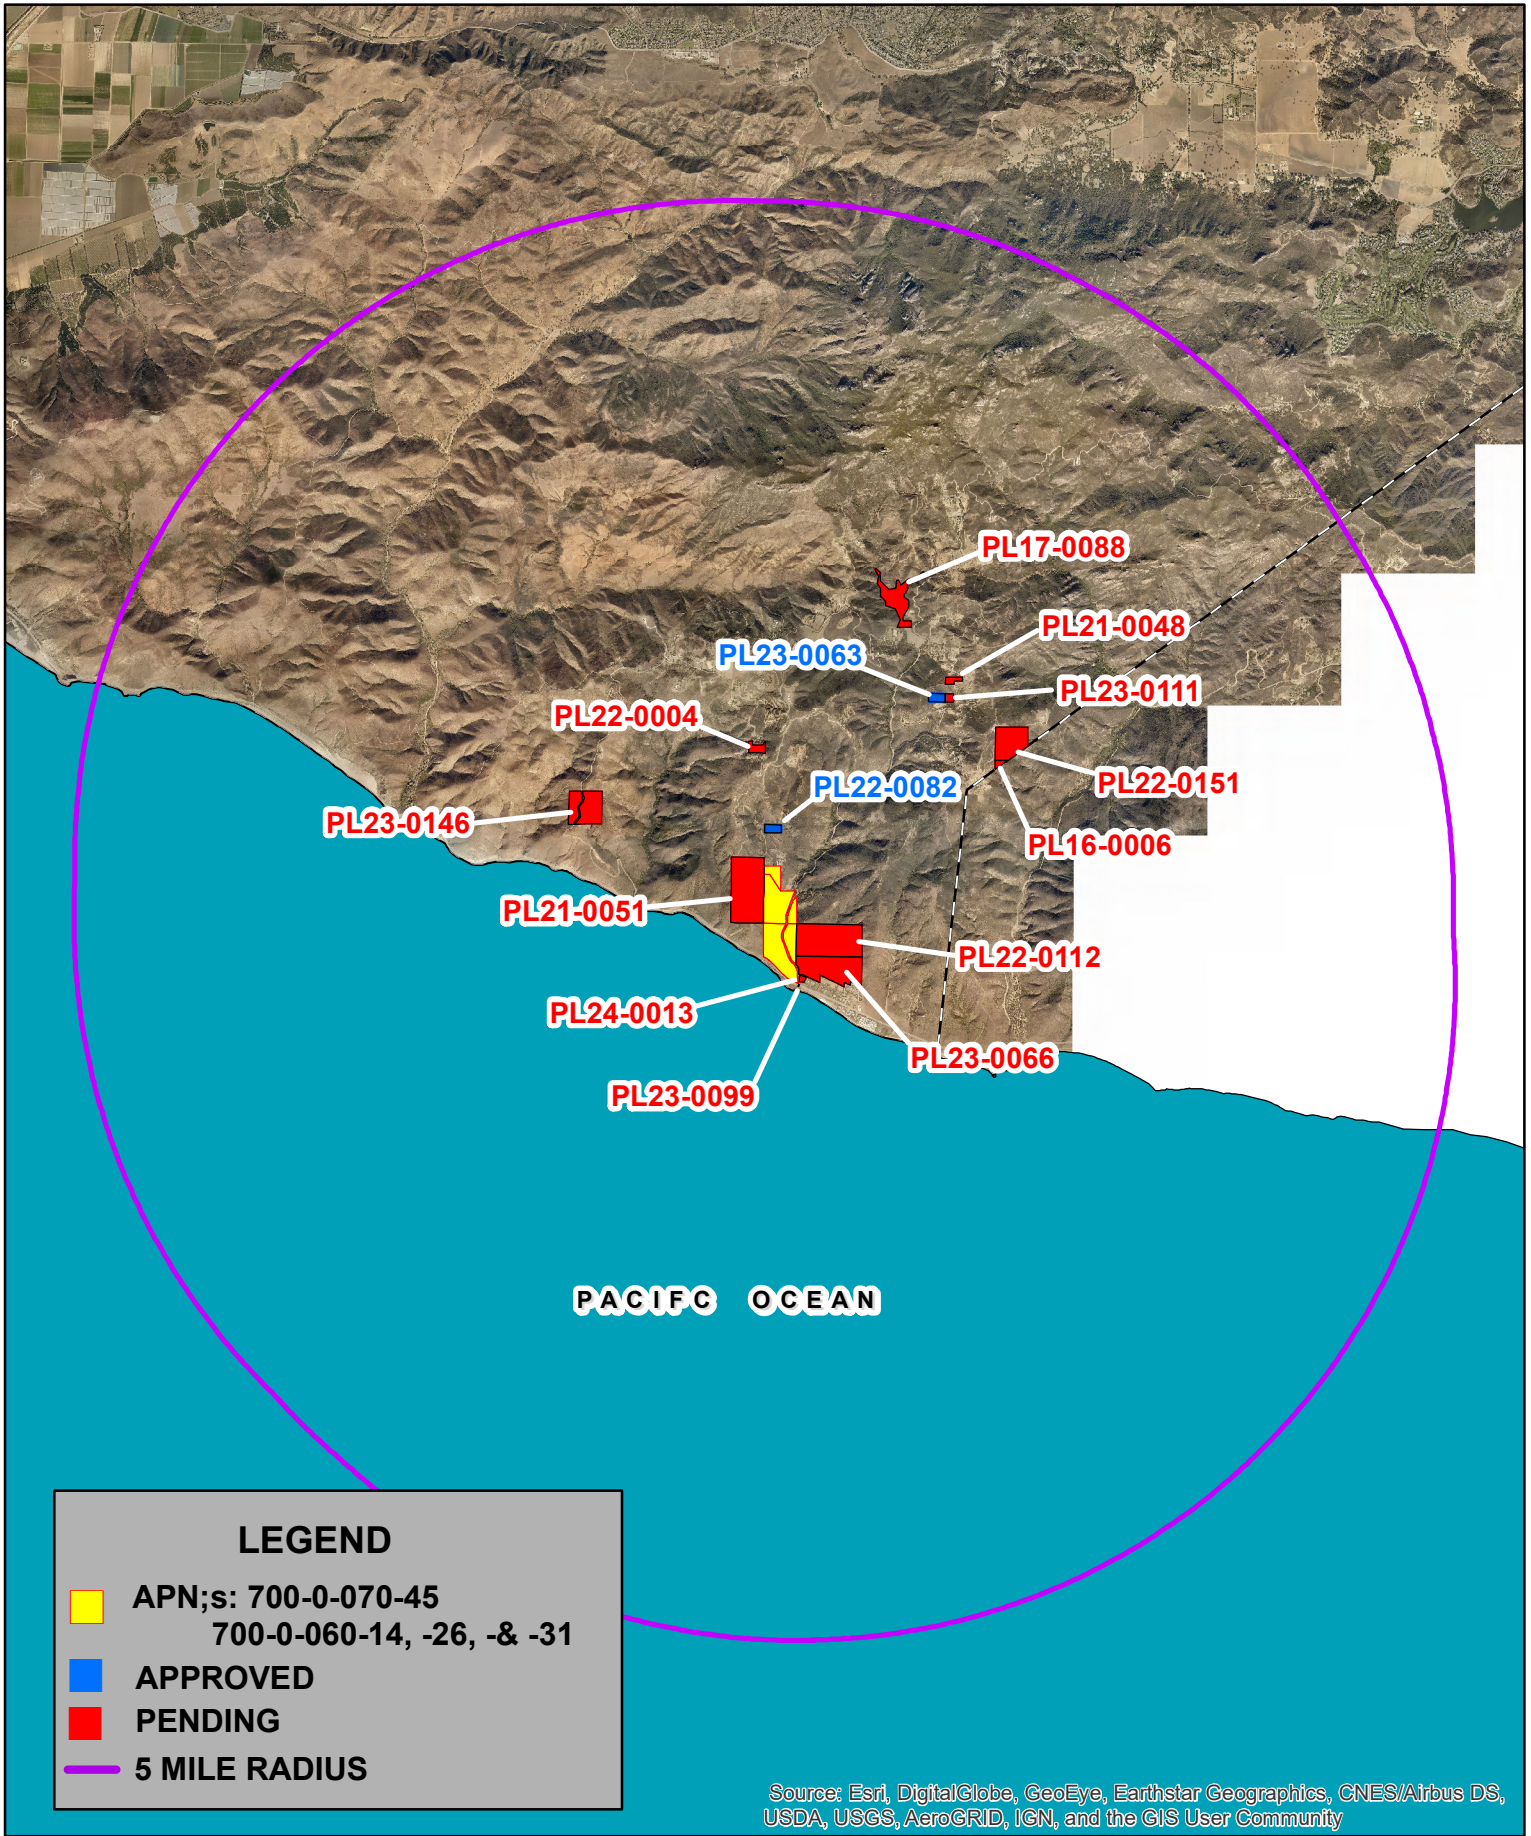 PL17-0088
PL21-0048
PL23-0063
PL23-0111
PL22-0004
PL22-0151
PL22-0082
PL23-0146
PL16-0006
PL21-0051
PL22-0112
PL24-0013
PL23-0066
PL23-0099
PACIFC OCEAN
LEGEND
APN;s: 700-0-070-45
700-0-060-14, -26, -& -31
APPROVED
PENDING
5 MILE RADIUS
Source: Esri, DigitalGlobe, GeoEye, Earthstar Geographics, CNES/Airbus DS,
USDA, USGS, AeroGRID, IGN, and the GIS User Community